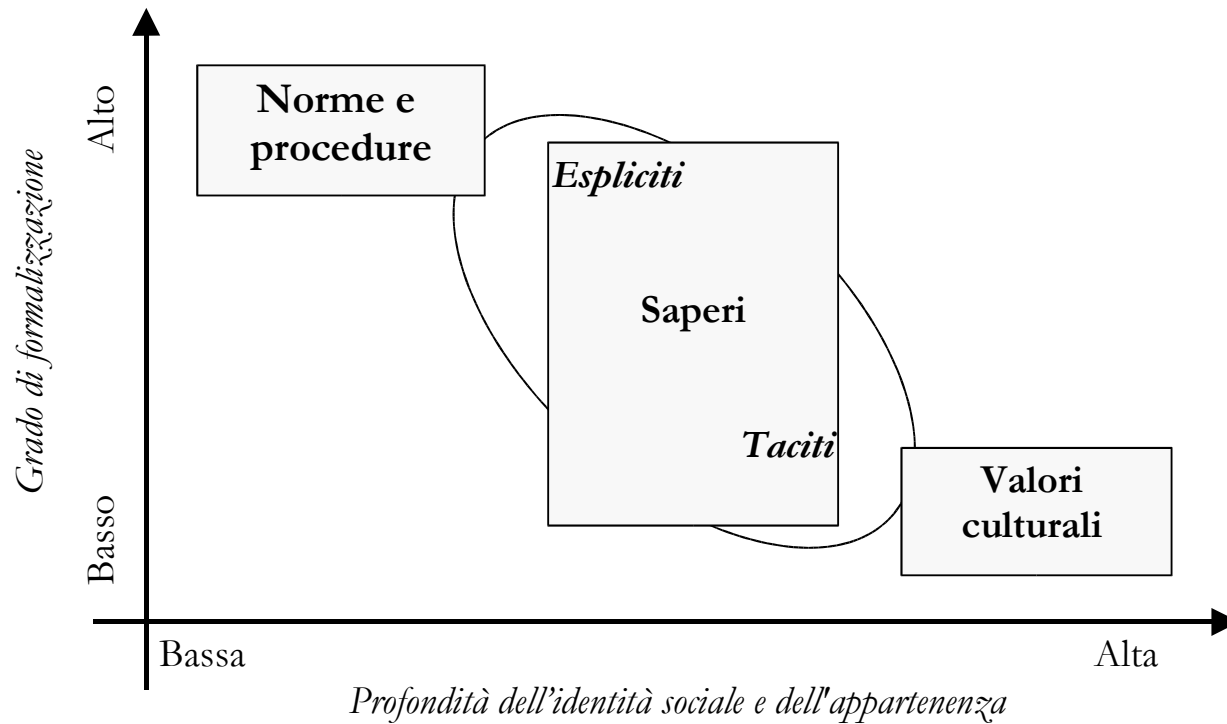 Alto
Norme e
procedure
Espliciti
Grado di formalizzazione
Saperi
Taciti
Valori
culturali
Basso
Bassa
Alta
Profondità dell’identità sociale e dell'appartenenza